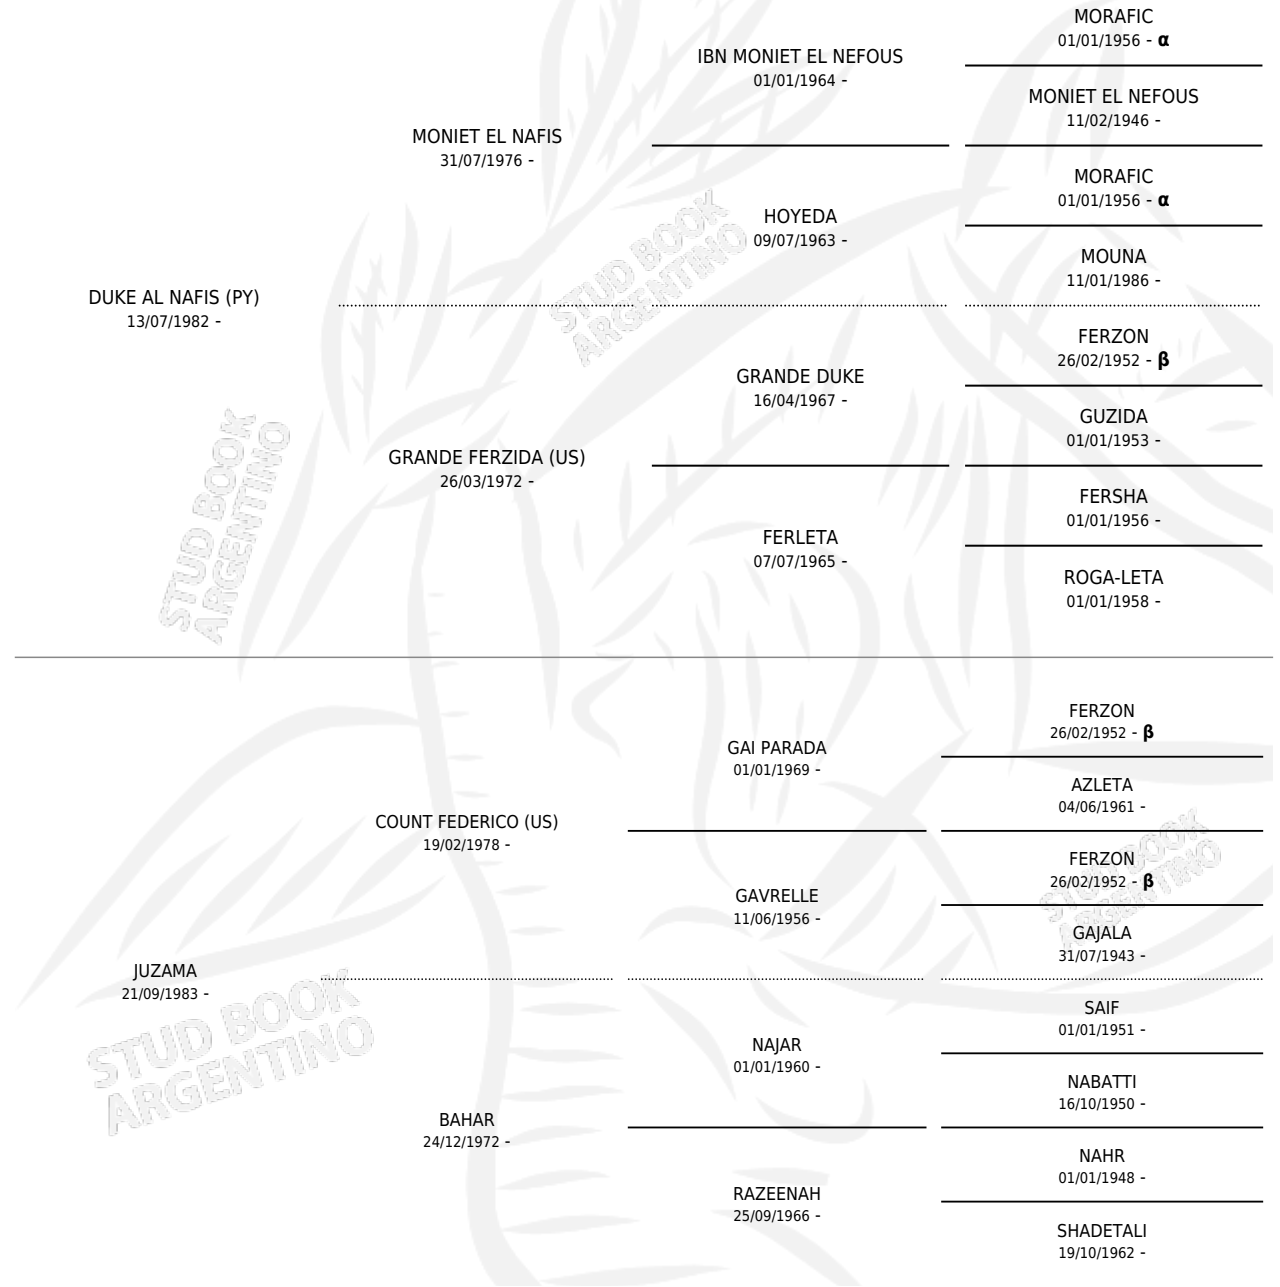 MORAFIC
01/01/1956 - α
IBN MONIET EL NEFOUS
01/01/1964 -
MONIET EL NEFOUS
11/02/1946 -
MONIET EL NAFIS
31/07/1976 -
MORAFIC
01/01/1956 - α
HOYEDA
09/07/1963 -
MOUNA
11/01/1986 -
DUKE AL NAFIS (PY)
13/07/1982 -
FERZON
26/02/1952 - β
GRANDE DUKE
16/04/1967 -
GUZIDA
01/01/1953 -
GRANDE FERZIDA (US)
26/03/1972 -
FERSHA
01/01/1956 -
FERLETA
07/07/1965 -
ROGA-LETA
01/01/1958 -
FERZON
26/02/1952 - β
GAI PARADA
01/01/1969 -
AZLETA
04/06/1961 -
COUNT FEDERICO (US)
19/02/1978 -
FERZON
26/02/1952 - β
GAVRELLE
11/06/1956 -
GAJALA
31/07/1943 -
JUZAMA
21/09/1983 -
SAIF
01/01/1951 -
NAJAR
01/01/1960 -
NABATTI
16/10/1950 -
BAHAR
24/12/1972 -
NAHR
01/01/1948 -
RAZEENAH
25/09/1966 -
SHADETALI
19/10/1962 -
STUD BOOK
ARGENTINO
STUD BOOK
ARGENTINO
STUD BOOK
ARGENTINO
STUD BOOK
ARGENTINO